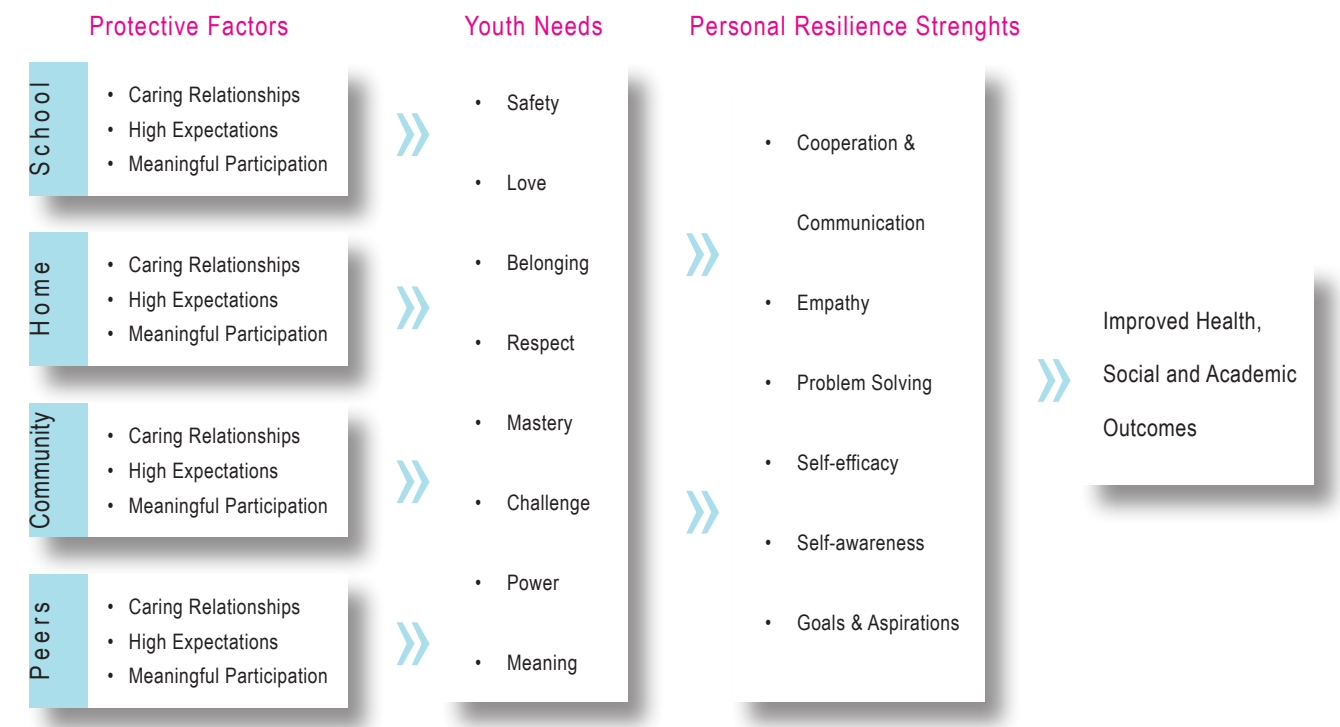 Protective Factors
Youth Needs
Personal Resilience Strenghts
School
• Caring Relationships
• High Expectations
• Meaningful Participation
Home
• Caring Relationships
• High Expectations
• Meaningful Participation
Community
• Caring Relationships
• High Expectations
• Meaningful Participation
Peers
• Caring Relationships
• High Expectations
• Meaningful Participation
• Safety
• Love
• Belonging
• Respect
• Mastery
• Challenge
• Power
• Meaning
• Cooperation &
Communication
• Empathy
• Problem Solving
• Self-efficacy
• Self-awareness
• Goals & Aspirations
Improved Health,
Social and Academic
Outcomes